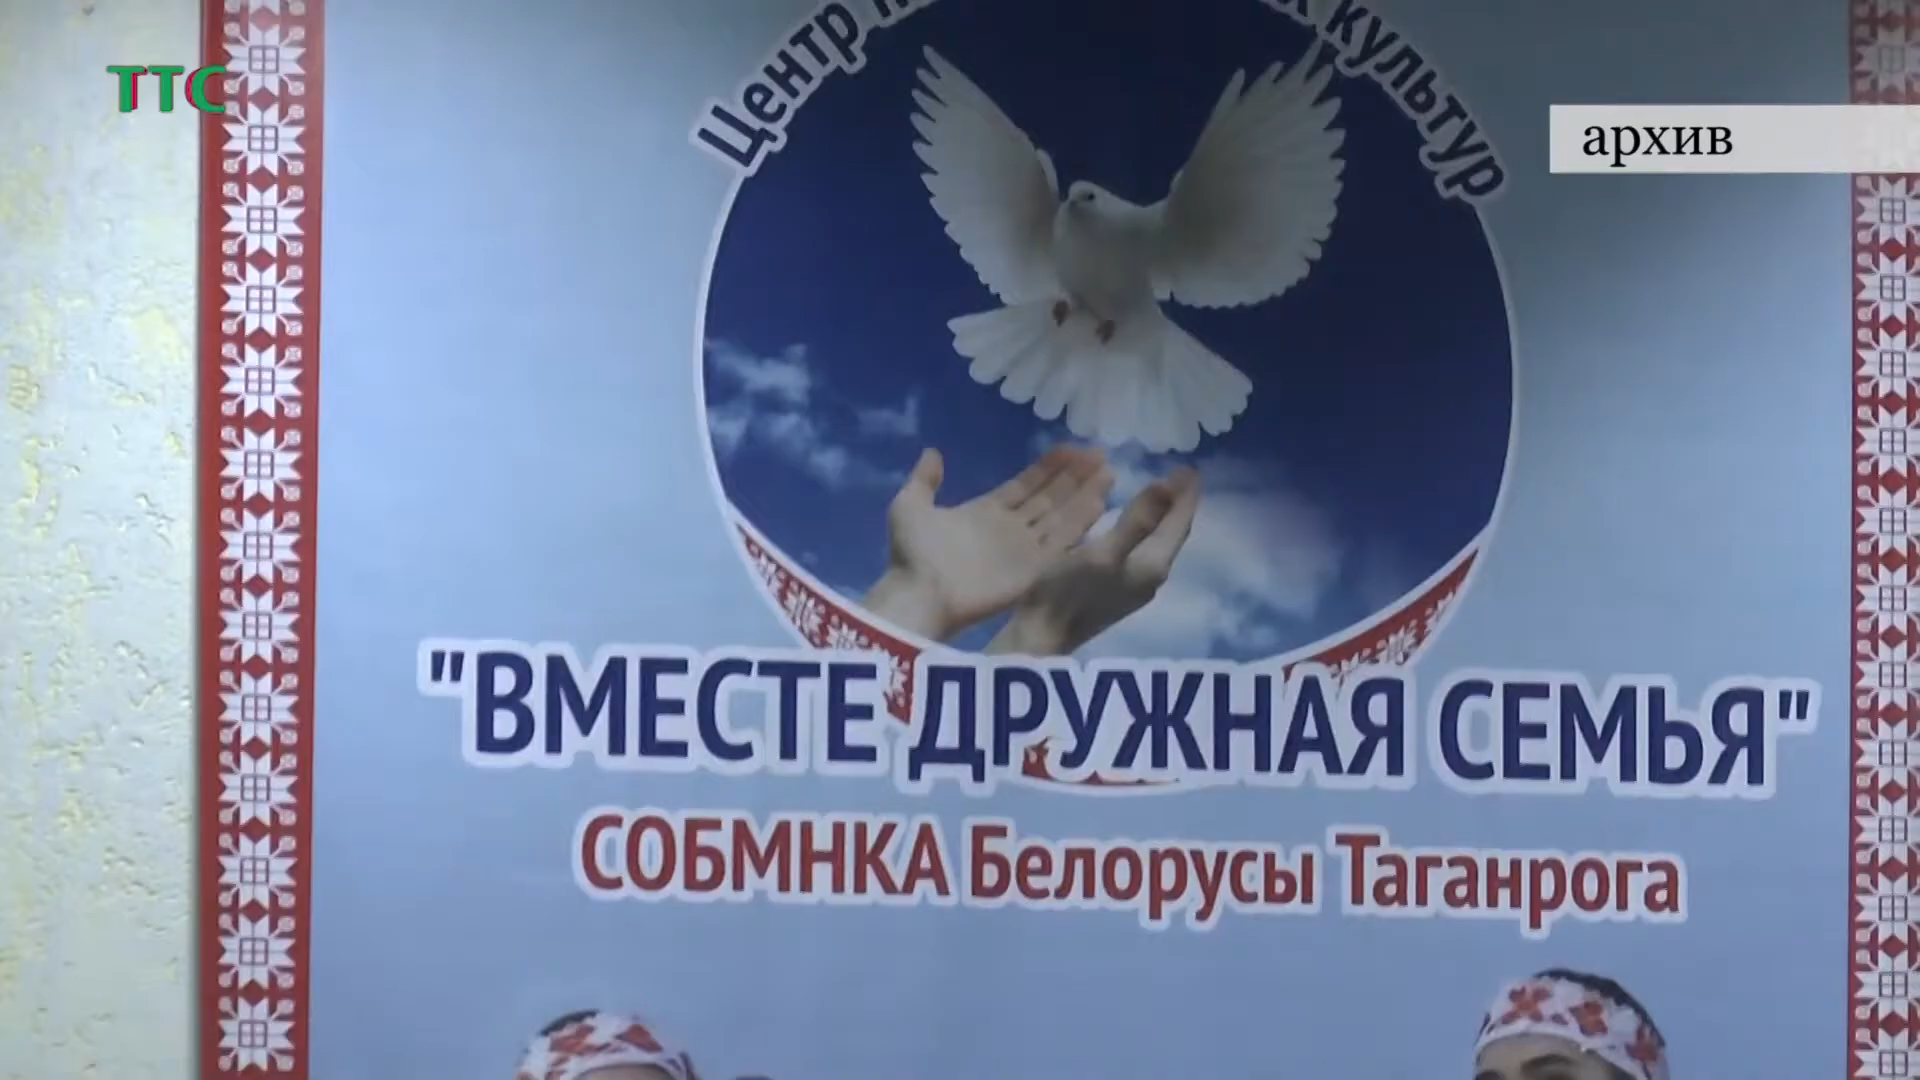 ТТС
архив
Центр
культур
"ВМЕСТЕ ДРУЖНАЯ СЕМЬЯ"
СОБМНКА Белорусы Таганрога